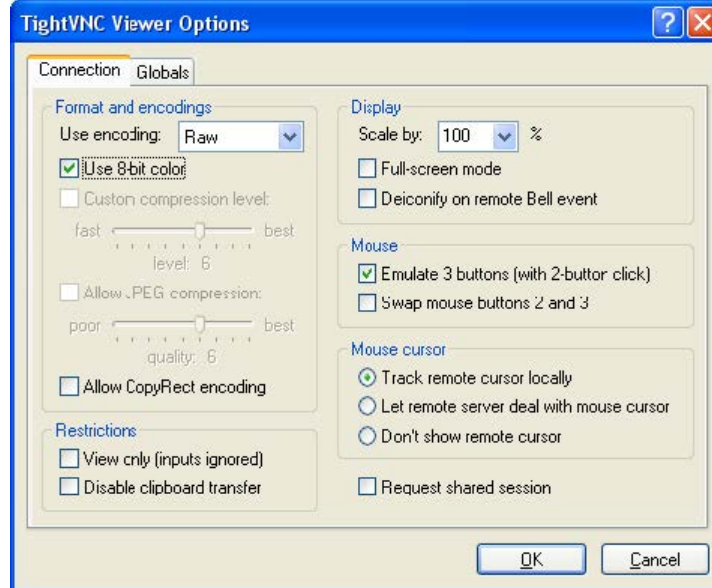 TightVNC Viewer Options
Connection
Globals
Format and encodings
Use encoding: Raw
Use 8-bit color
Custom compression level:
fast best
level: 6
Allow JPEG compression:
poor best
quality: 6
Allow CopyRect encoding
Restrictions
View only (inputs ignored)
Disable clipboard transfer
Display
Scale by: 100 %
Full-screen mode
Deiconify on remote Bell event
Mouse
Emulate 3 buttons (with 2-button click)
Swap mouse buttons 2 and 3
Mouse cursor
Track remote cursor locally
Let remote server deal with mouse cursor
Don't show remote cursor
Request shared session
OK
Cancel